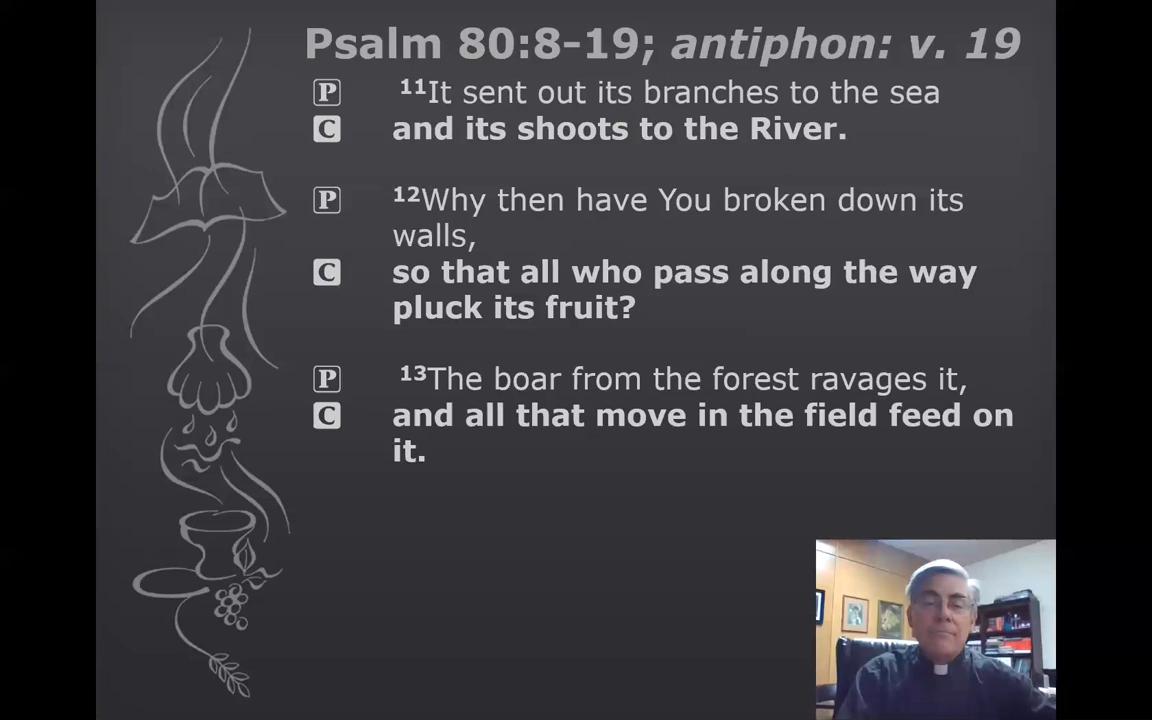 Psalm 80:8-19; antiphon: v. 19
P 11It sent out its branches to the sea
C and its shoots to the River.
P 12Why then have You broken down its
walls,
C so that all who pass along the way
pluck its fruit?
P 13The boar from the forest ravages it,
C and all that move in the field feed on
it.